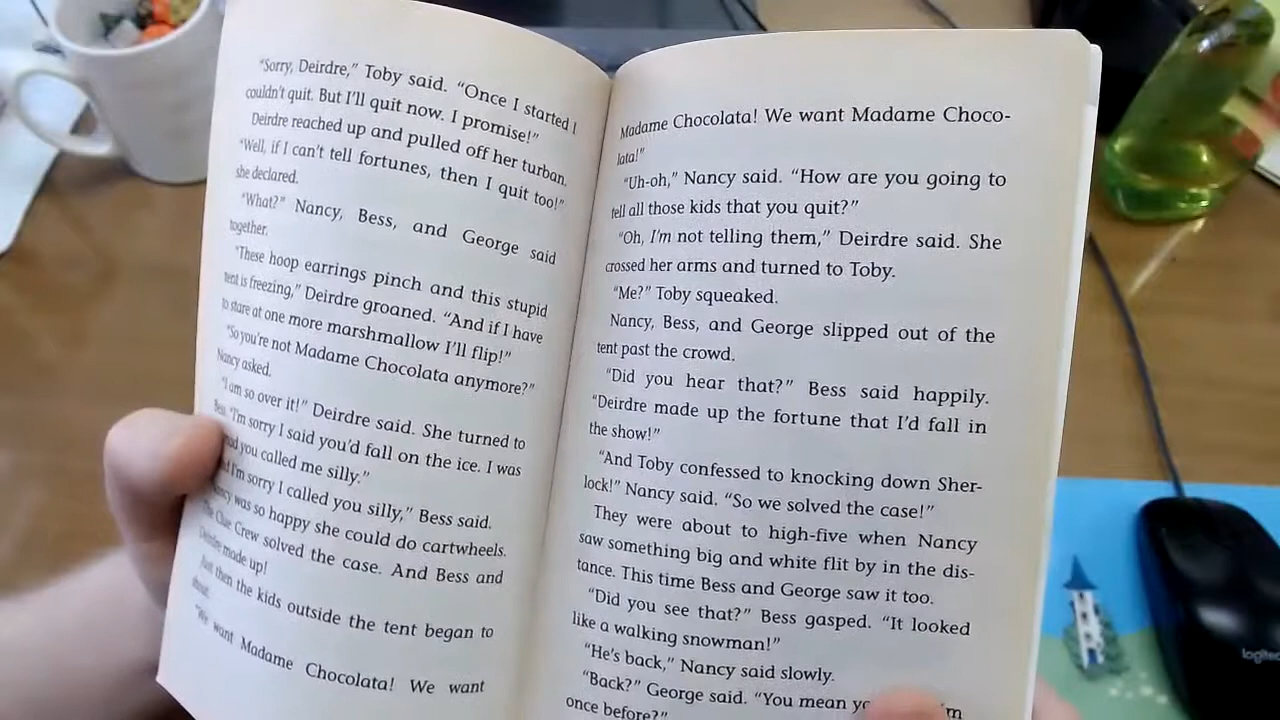 “Sorry, Deirdre,” Toby said. “Once I started I
couldn’t quit. But I’ll quit now. I promise!”
Deirdre reached up and pulled off her turban.
“Well, if I can’t tell fortunes, then I quit too!”
she declared.
“What?” Nancy, Bess, and George said
together.
“These hoop earrings pinch and this stupid
tent is freezing,” Deirdre groaned. “And if I have
to stare at one more marshmallow I’ll flip!”
“So you’re not Madame Chocolata anymore?”
Nancy asked.
“I am so over it!” Deirdre said. She turned to
Bess. “I’m sorry I said you’d fall on the ice. I was
mad you called me silly.”
I’m sorry I called you silly,” Bess said.
Nancy was so happy she could do cartwheels.
The Clue Crew solved the case. And Bess and
Deirdre made up!
Just then the kids outside the tent began to
shout.
“We want Madame Chocolata! We want
Madame Chocolata! We want Madame Choco-
lata!”
“Uh-oh,” Nancy said. “How are you going to
tell all those kids that you quit?”
“Oh, I’m not telling them,” Deirdre said. She
crossed her arms and turned to Toby.
“Me?” Toby squeaked.
Nancy, Bess, and George slipped out of the
tent past the crowd.
“Did you hear that?” Bess said happily.
“Deirdre made up the fortune that I’d fall in
the show!”
“And Toby confessed to knocking down Sher-
lock!” Nancy said. “So we solved the case!”
They were about to high-five when Nancy
saw something big and white flit by in the dis-
tance. This time Bess and George saw it too.
“Did you see that?” Bess gasped. “It looked
like a walking snowman!”
“He’s back,” Nancy said slowly.
“Back?” George said. “You mean
once before?”